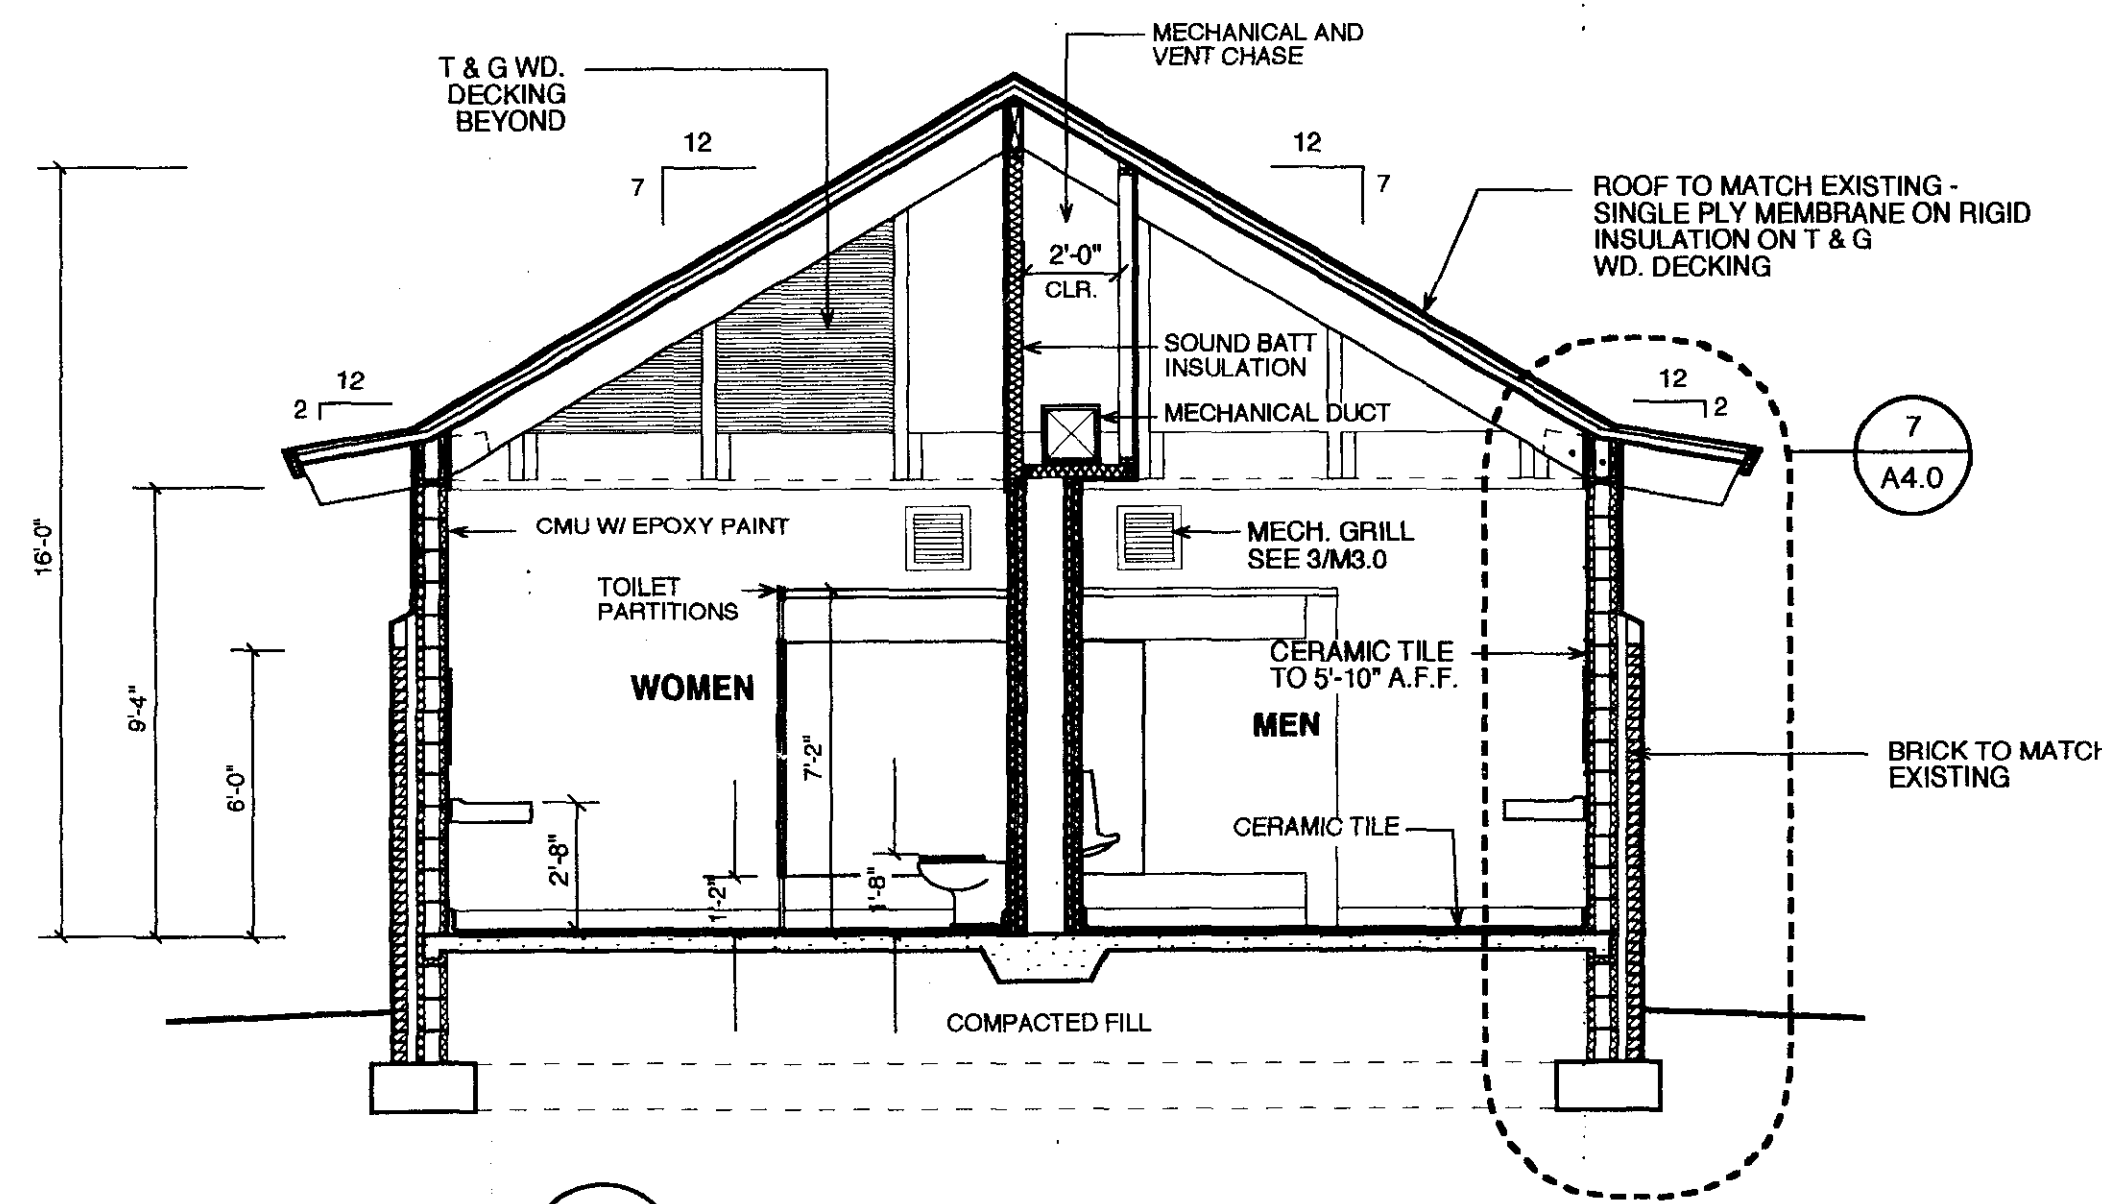 MECHANICAL AND
VENT CHASE
T & G WD.
DECKING
BEYOND
12
7
12
7
ROOF TO MATCH EXISTING -
SINGLE PLY MEMBRANE ON RIGID
INSULATION ON T & G
WD. DECKING
2'-0"
CLR.
SOUND BATT
INSULATION
12
2
12
2
MECHANICAL DUCT
7
A4.0
CMU W/ EPOXY PAINT
MECH. GRILL
SEE 3/M3.0
16'-0"
TOILET
PARTITIONS
CERAMIC TILE
TO 5'-10" A.F.F.
WOMEN
MEN
9'-4"
6'-0"
7'-2"
BRICK TO MATCH
EXISTING
CERAMIC TILE
2'-8"
1'-2"
1'-8"
COMPACTED FILL